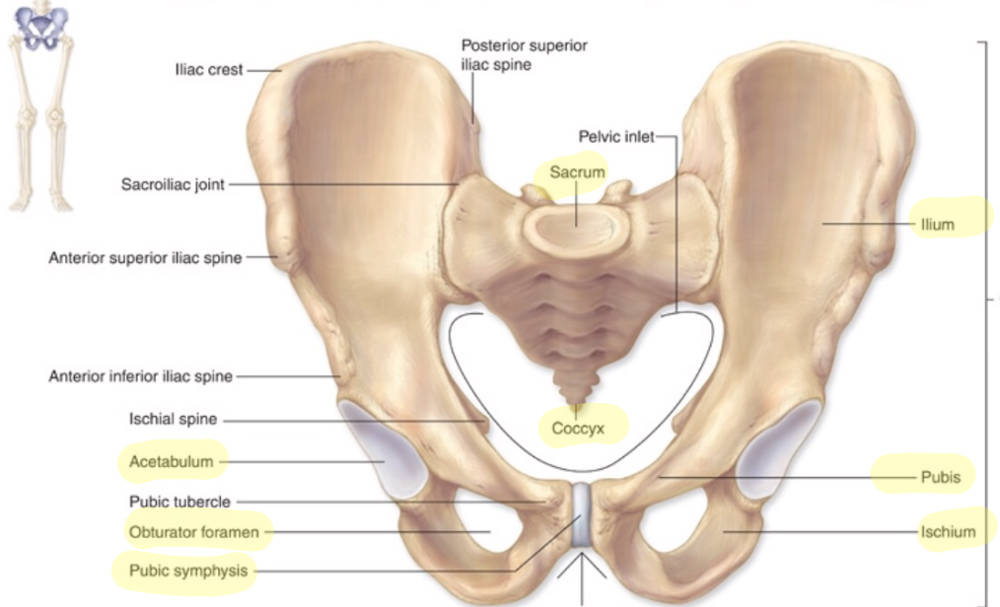 Posterior superior
iliac spine
Iliac crest
Pelvic inlet
Sacrum
Sacroiliac joint
Ilium
Anterior superior iliac spine
Anterior inferior iliac spine
Ischial spine
Coccyx
Acetabulum
Pubis
Pubic tubercle
Obturator foramen
Ischium
Pubic symphysis